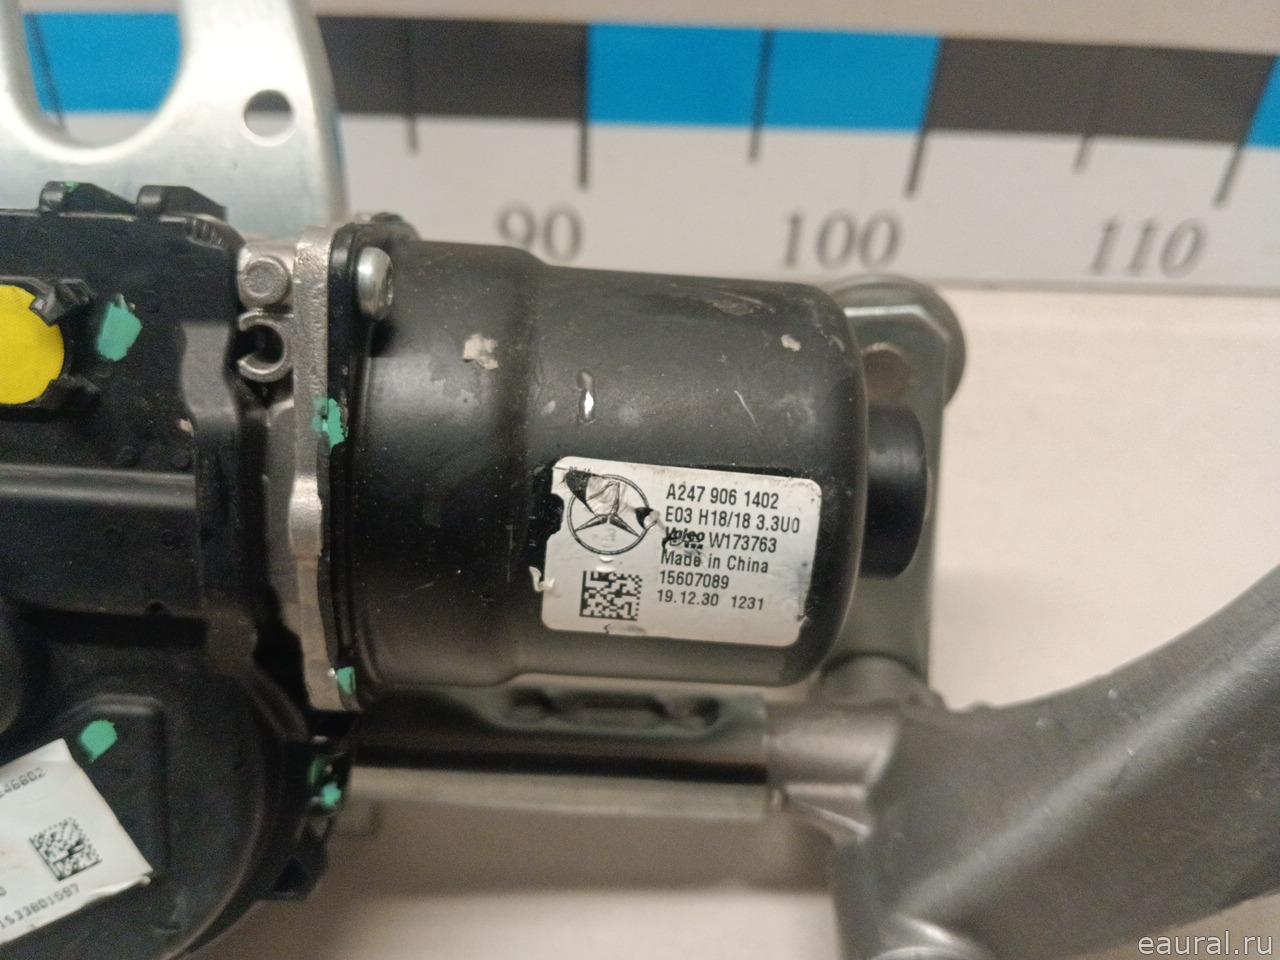 90 100 110
A247 906 1402
E03 H18/18 3.3U0
Valeo W173763
Made in China
15607089
19.12.30 1231
eaural.ru